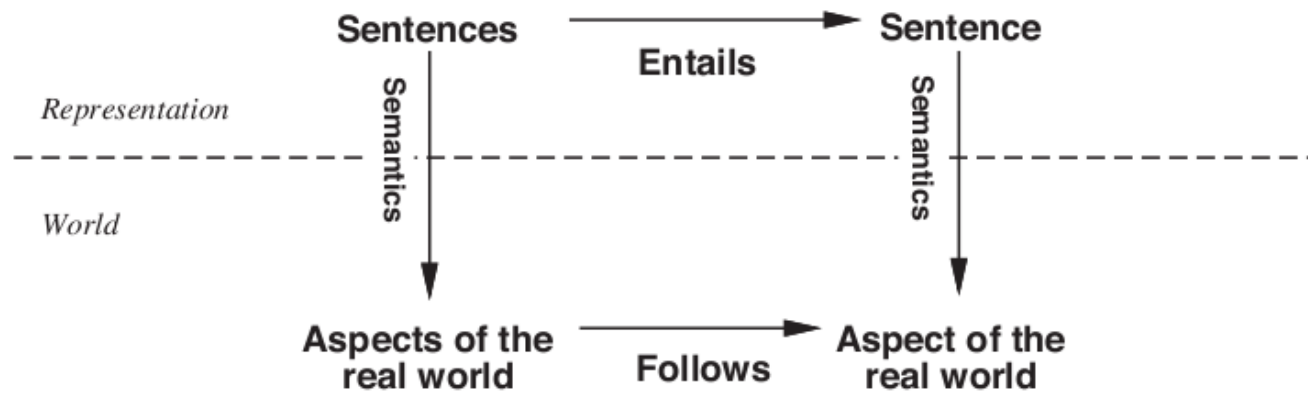 Sentences
Sentence
Entails
Semantics
Semantics
Representation
World
Aspects of the
real world
Follows
Aspect of the
real world